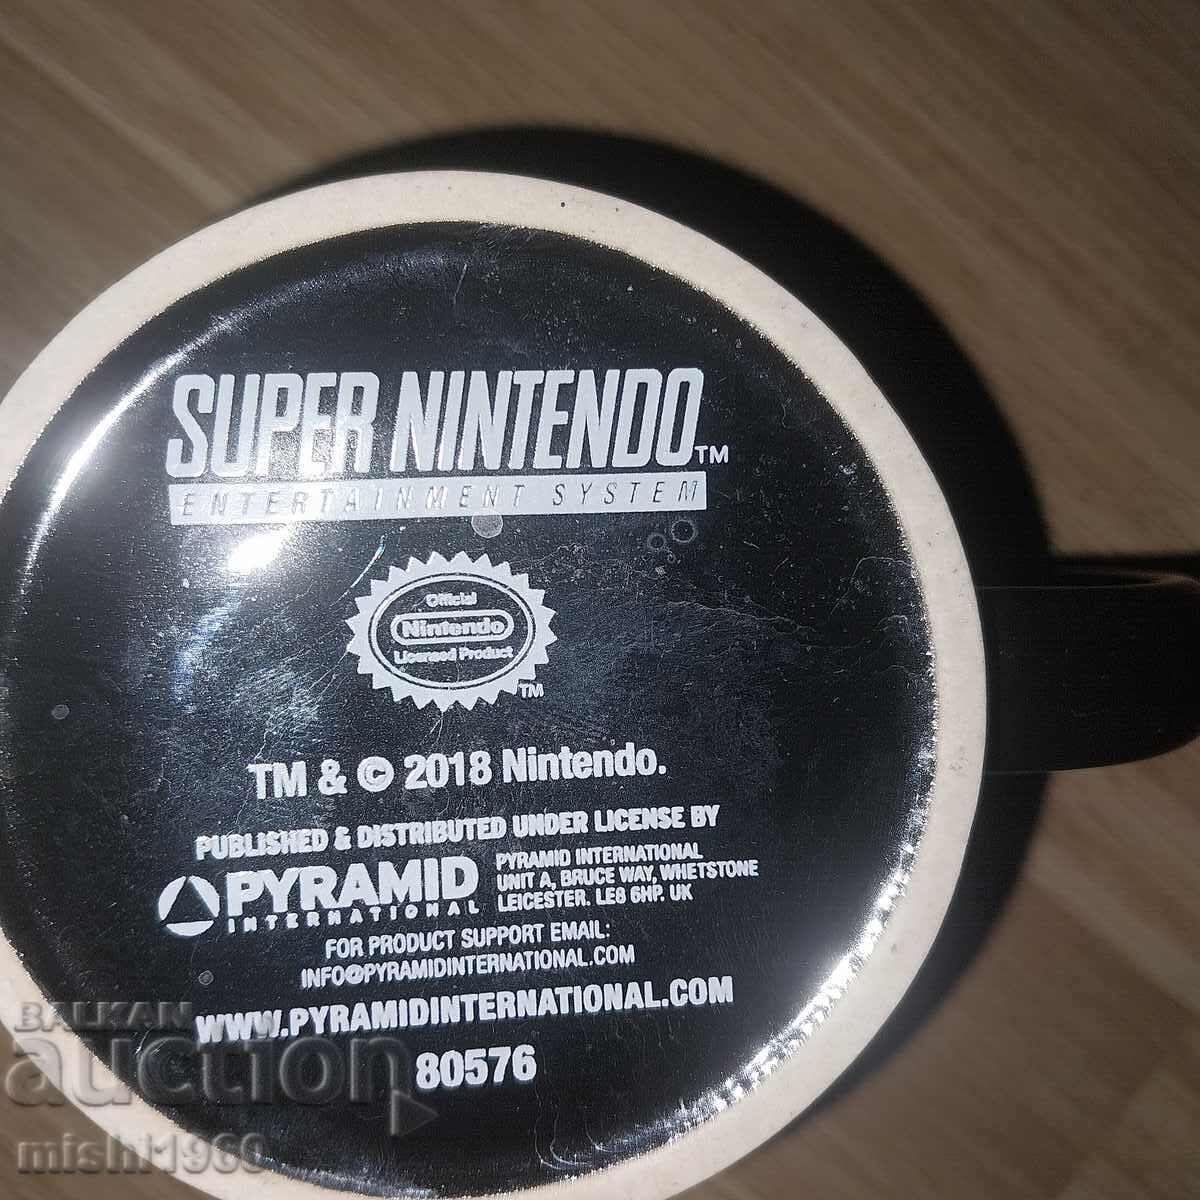 SUPER NINTENDO™
ENTERTAINMENT SYSTEM
Official
Nintendo
Licensed Product
TM
TM & © 2018 Nintendo.
PUBLISHED & DISTRIBUTED UNDER LICENSE BY
PYRAMID
INTERNATIONAL
PYRAMID INTERNATIONAL
UNIT A, BRUCE WAY, WHETSTONE
LEICESTER. LE8 6HP. UK
FOR PRODUCT SUPPORT EMAIL:
INFO@PYRAMIDINTERNATIONAL.COM
WWW.PYRAMIDINTERNATIONAL.COM
80576
BALKAN
auction
mishi1969